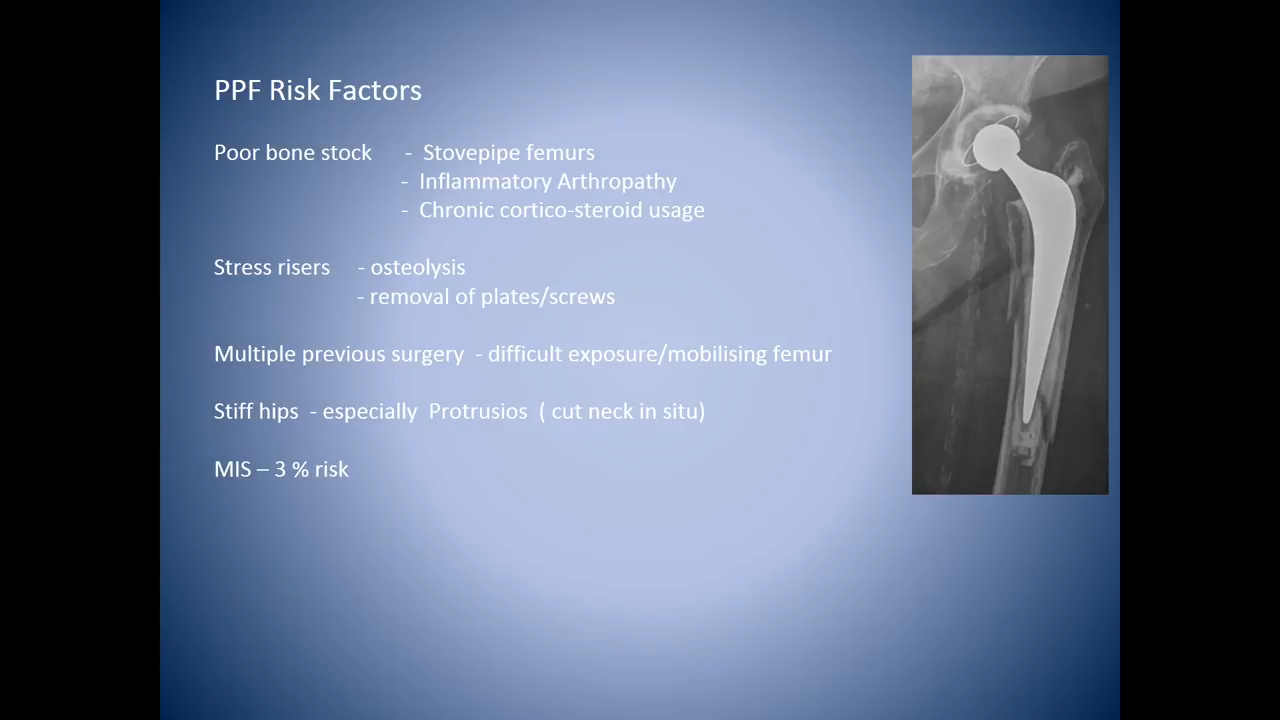 PPF Risk Factors
Poor bone stock - Stovepipe femurs
- Inflammatory Arthropathy
- Chronic cortico-steroid usage
Stress risers - osteolysis
- removal of plates/screws
Multiple previous surgery - difficult exposure/mobilising femur
Stiff hips - especially Protrusios ( cut neck in situ)
MIS – 3 % risk